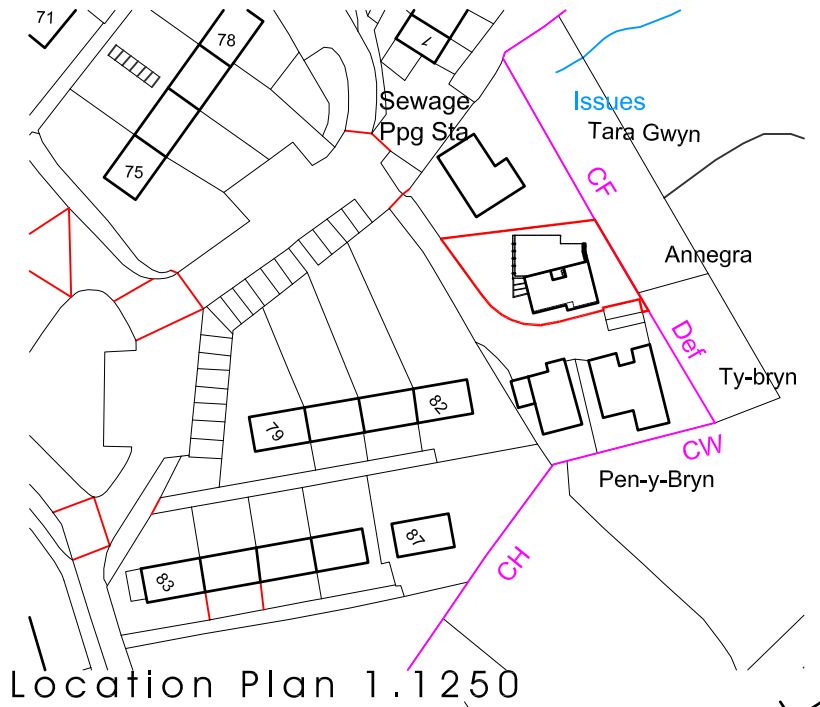 71
78
1
Sewage
Ppg Sta
Issues
Tara Gwyn
75
CF
Annegra
Def
Ty-bryn
82
79
CW
Pen-y-Bryn
87
CH
83
Location Plan 1.1250